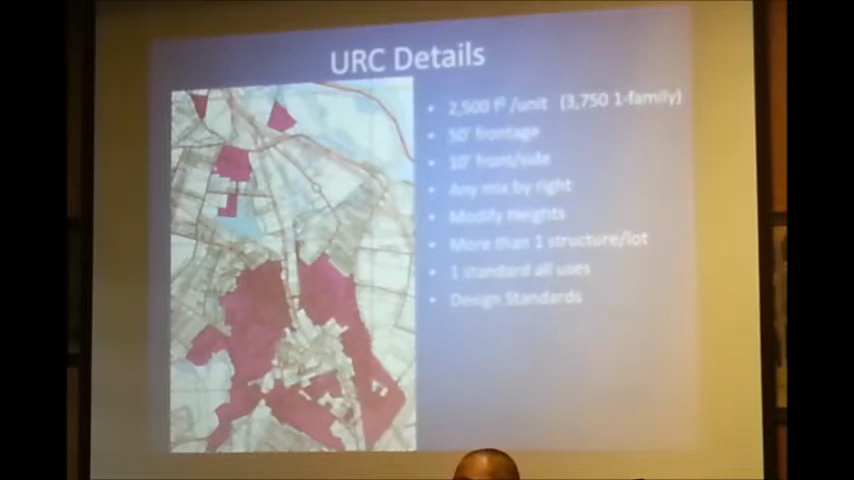 URC Details
• 2,500 f² /unit (3,750 1-family)
• 50' frontage
• 10' front/side
• Any mix by right
• Modify Heights
• More than 1 structure/lot
• 1 standard all uses
• Design Standards